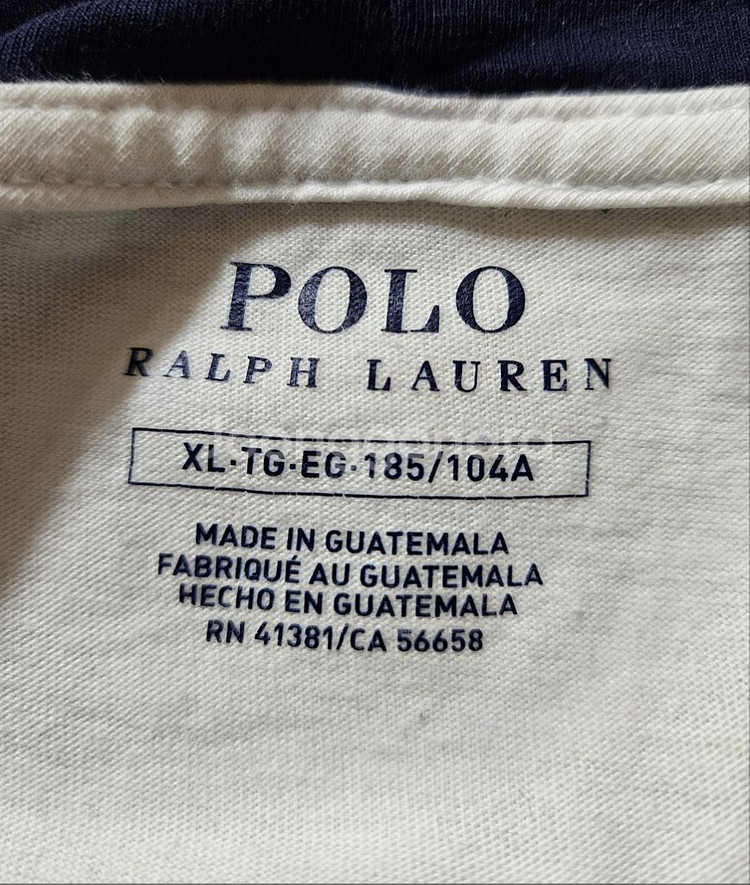 POLO
RALPH LAUREN
XL·TG·EG·185/104A
MADE IN GUATEMALA
FABRIQUÉ AU GUATEMALA
HECHO EN GUATEMALA
RN 41381/CA 56658